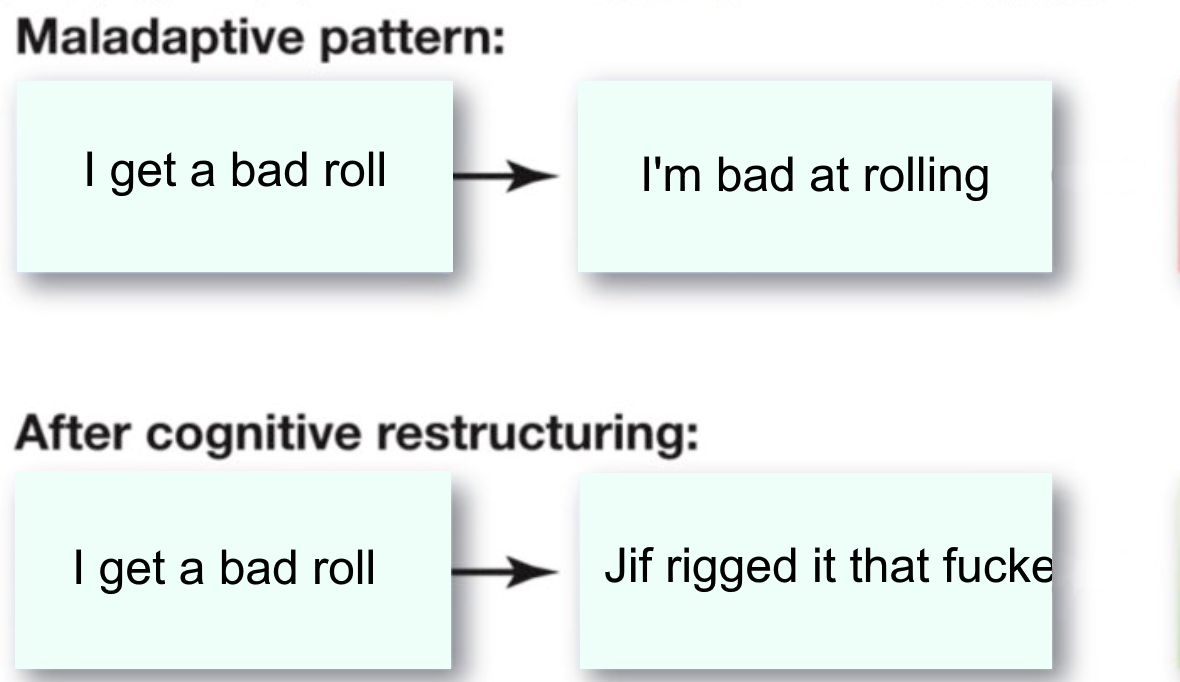 Maladaptive pattern:
I get a bad roll
I'm bad at rolling
After cognitive restructuring:
I get a bad roll
Jif rigged it that fucke